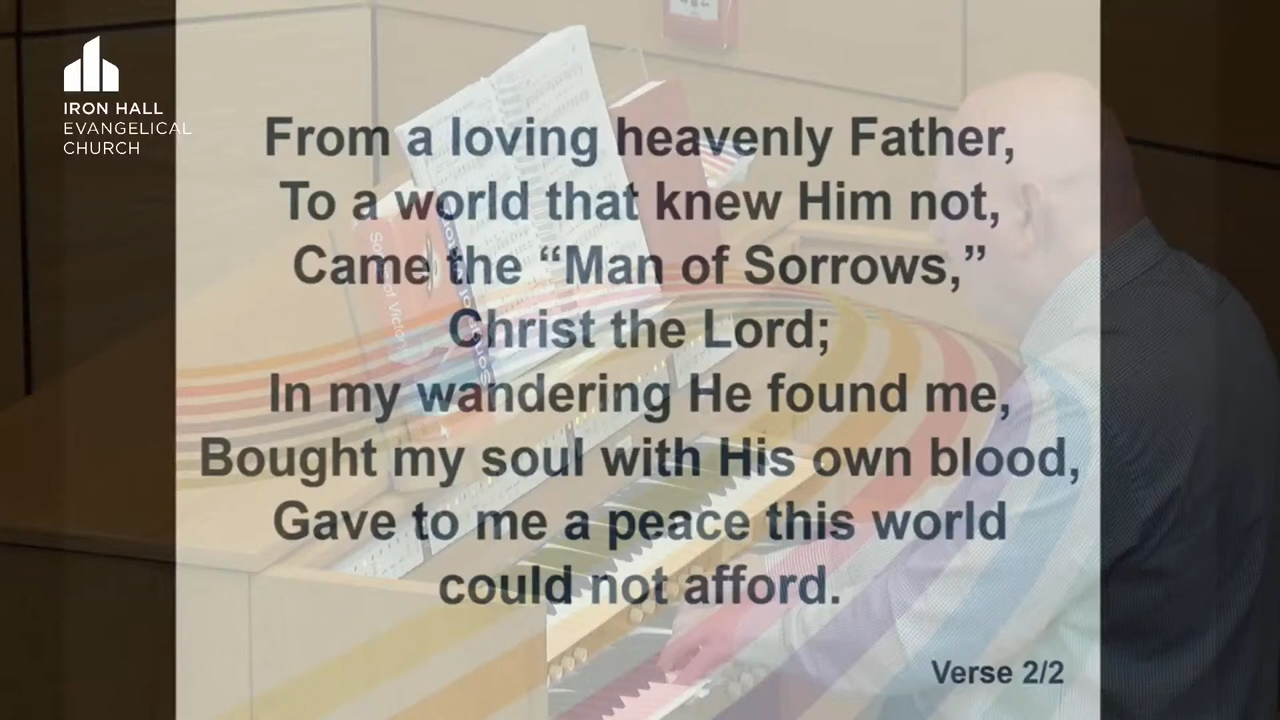 IRON HALL
EVANGELICAL
CHURCH
From a loving heavenly Father,
To a world that knew Him not,
Came the “Man of Sorrows,”
Christ the Lord;
In my wandering He found me,
Bought my soul with His own blood,
Gave to me a peace this world
could not afford.
Verse 2/2